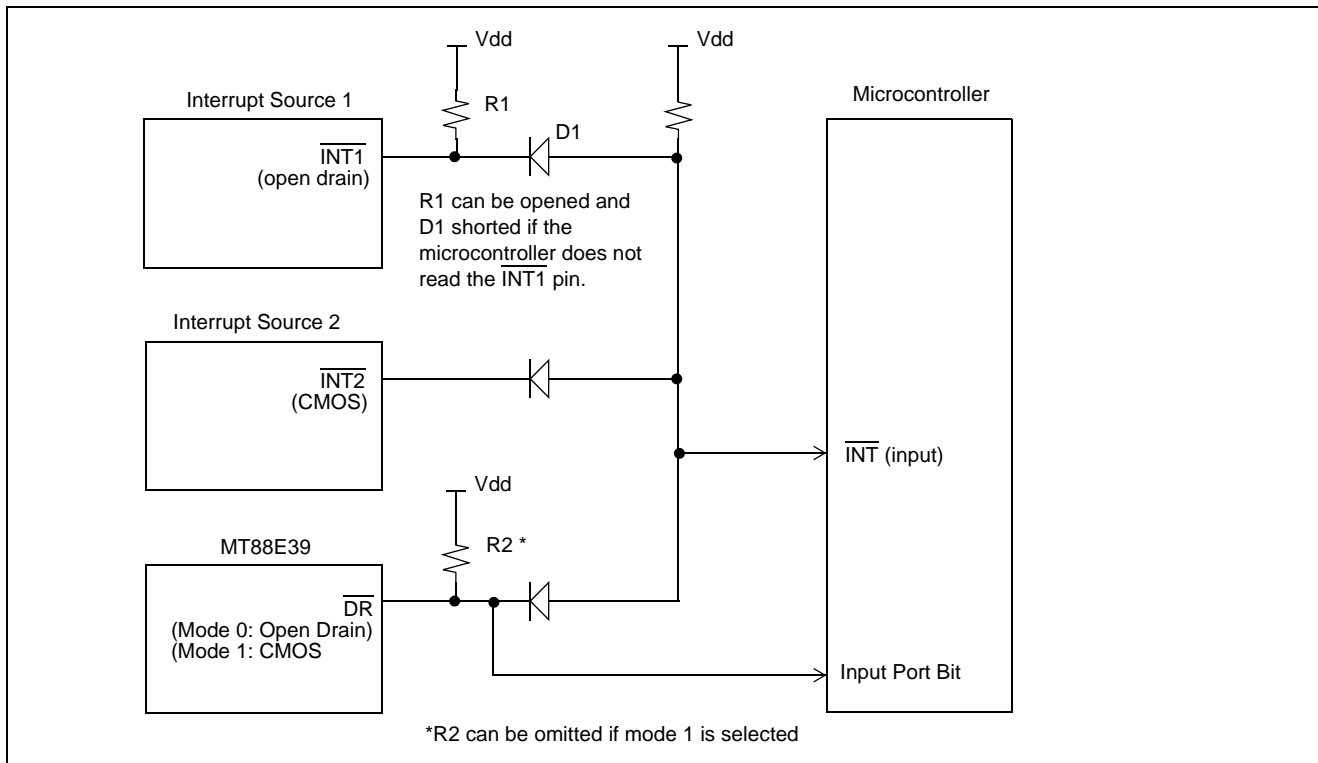 Vdd
Vdd
Interrupt Source 1
R1
Microcontroller
D1
INT1
(open drain)
R1 can be opened and
D1 shorted if the
microcontroller does not
read the INT1 pin.
Interrupt Source 2
INT2
(CMOS)
INT (input)
Vdd
MT88E39
R2 *
DR
(Mode 0: Open Drain)
(Mode 1: CMOS
Input Port Bit
*R2 can be omitted if mode 1 is selected